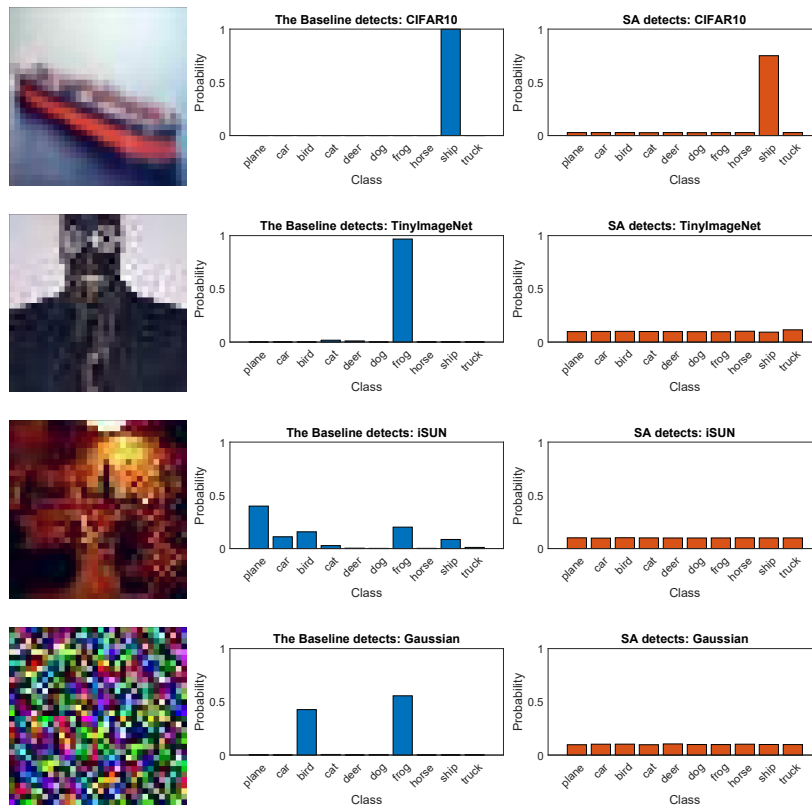 The Baseline detects: CIFAR10
SA detects: CIFAR10
Probability
1
0.5
0
plane car bird cat deer dog frog horse ship truck
Class
Probability
1
0.5
0
plane car bird cat deer dog frog horse ship truck
Class
The Baseline detects: TinyImageNet
SA detects: TinyImageNet
Probability
1
0.5
0
plane car bird cat deer dog frog horse ship truck
Class
Probability
1
0.5
0
plane car bird cat deer dog frog horse ship truck
Class
The Baseline detects: iSUN
SA detects: iSUN
Probability
1
0.5
0
plane car bird cat deer dog frog horse ship truck
Class
Probability
1
0.5
0
plane car bird cat deer dog frog horse ship truck
Class
The Baseline detects: Gaussian
SA detects: Gaussian
Probability
1
0.5
0
plane car bird cat deer dog frog horse ship truck
Class
Probability
1
0.5
0
plane car bird cat deer dog frog horse ship truck
Class